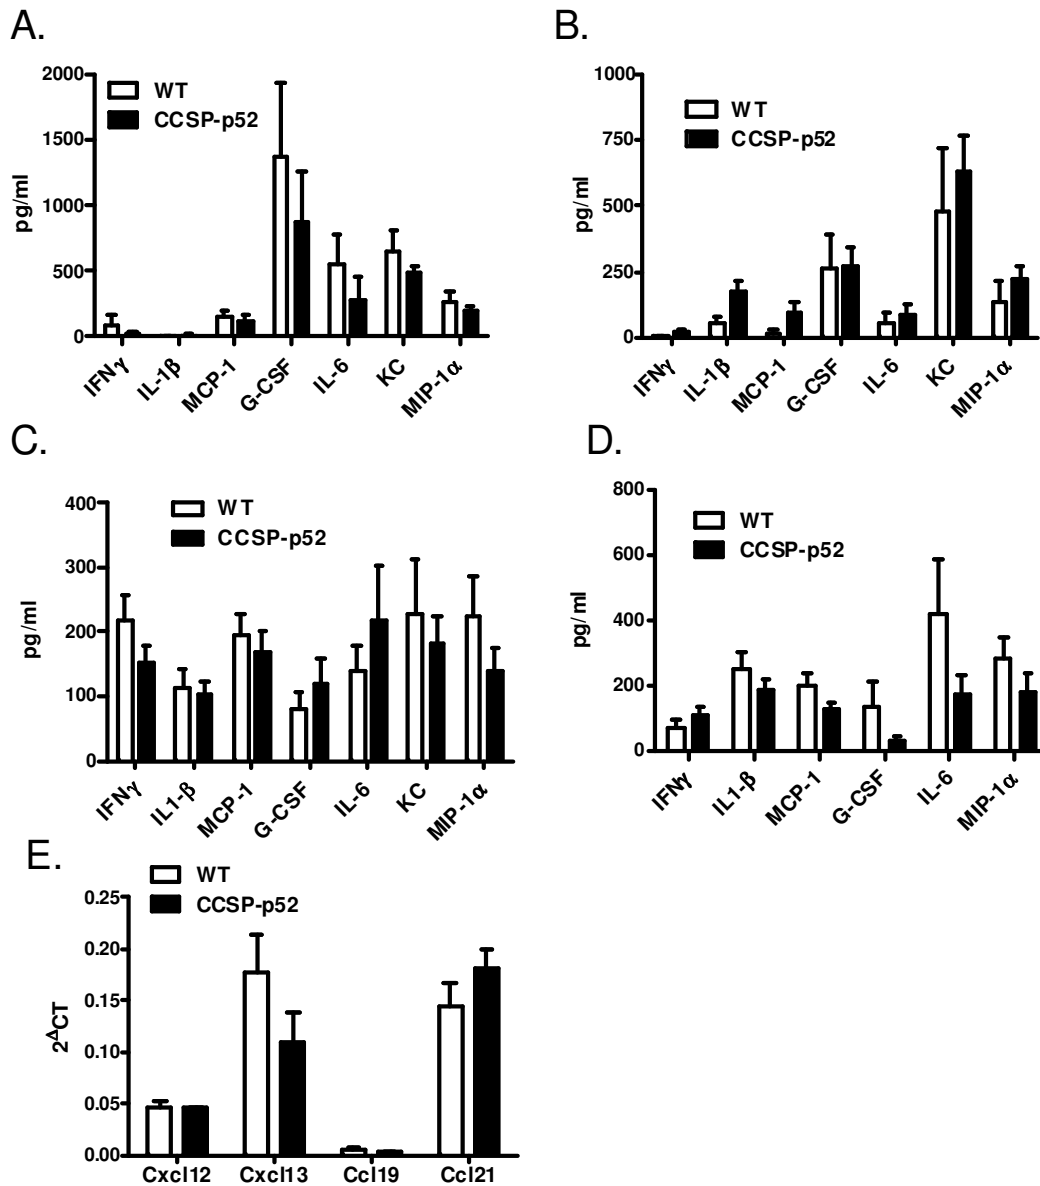 A.
2000
1500
1000
500
0
pg/ml
WT
CCSP-p52
IFNγ
IL-1β
MCP-1
G-CSF
IL-6
KC
MIP-1α
B.
1000
750
500
250
0
pg/ml
WT
CCSP-p52
IFNγ
IL-1β
MCP-1
G-CSF
IL-6
KC
MIP-1α
C.
400
300
200
100
0
pg/ml
WT
CCSP-p52
IFNγ
IL1-β
MCP-1
G-CSF
IL-6
KC
MIP-1α
D.
800
600
400
200
0
pg/ml
WT
CCSP-p52
IFNγ
IL1-β
MCP-1
G-CSF
IL-6
MIP-1α
E.
0.25
0.20
0.15
0.10
0.05
0.00
2^ΔCT
WT
CCSP-p52
Cxcl12
Cxcl13
Ccl19
Ccl21